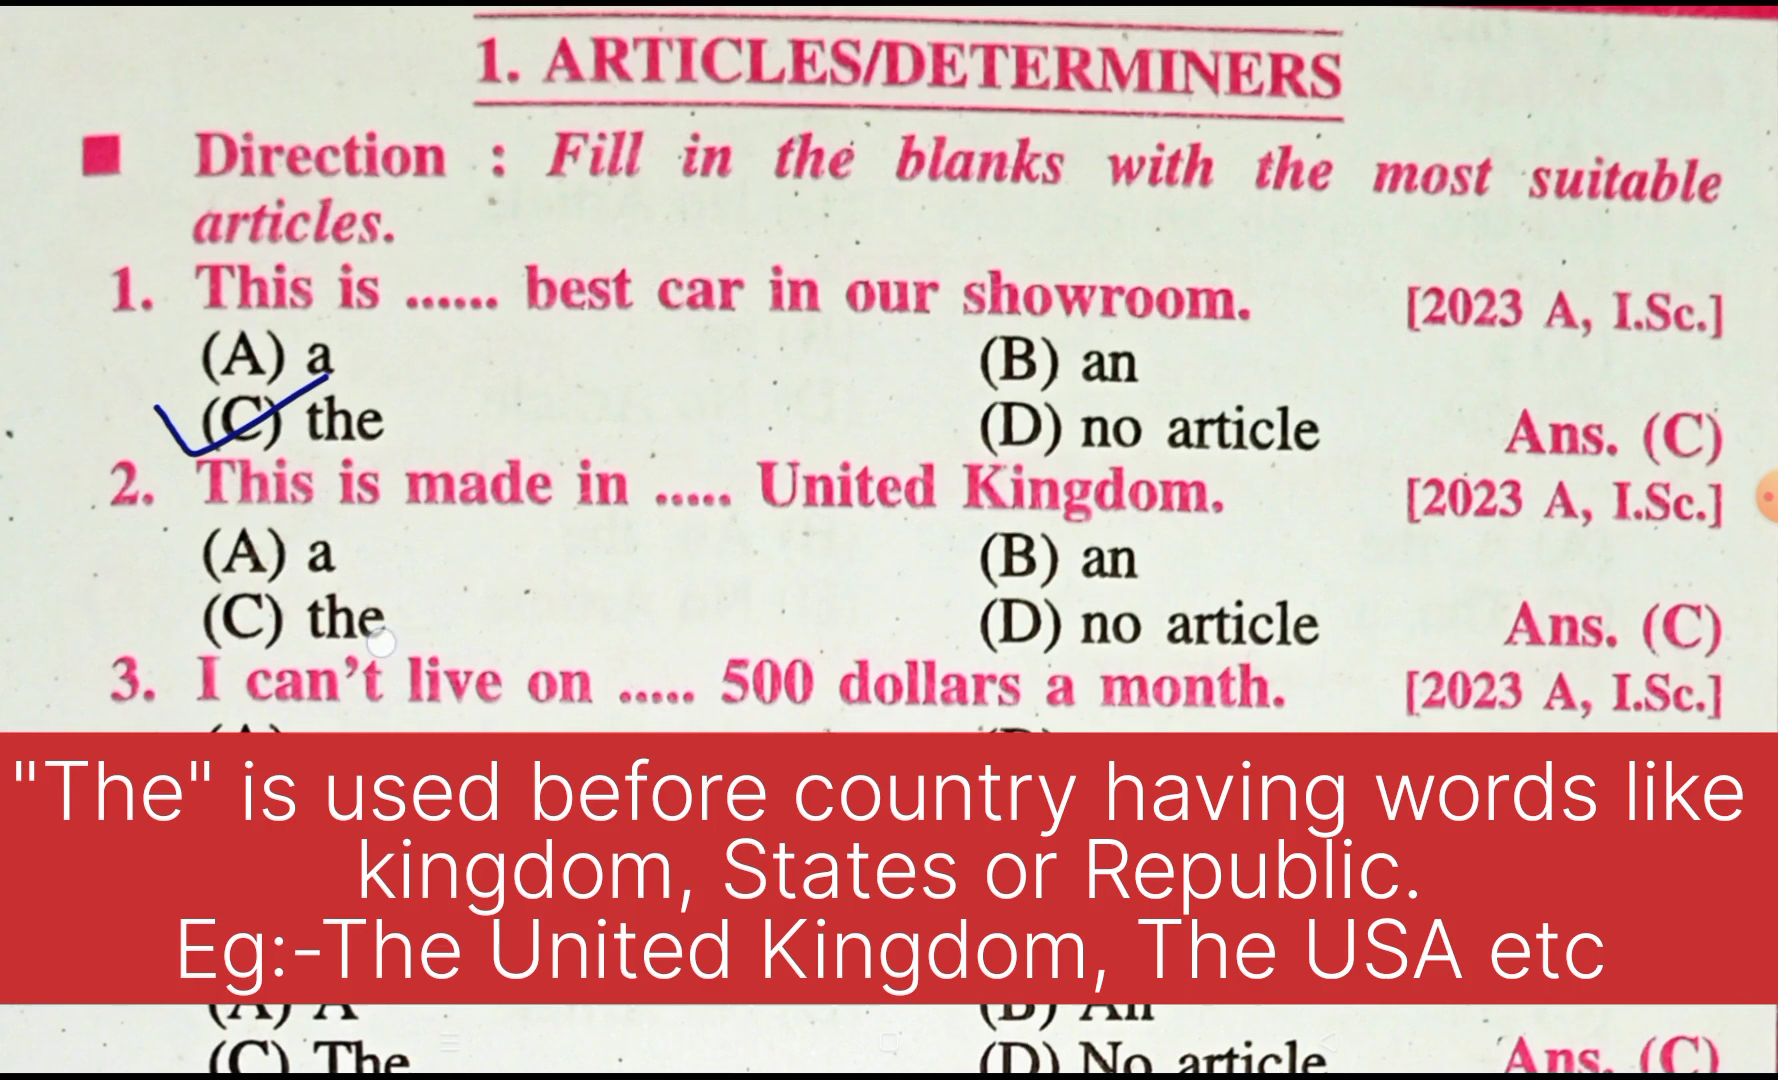 1. ARTICLES/DETERMINERS
■ Direction : Fill in the blanks with the most suitable
articles.
1. This is ...... best car in our showroom. [2023 A, I.Sc.]
(A) a (B) an
(C) the (D) no article Ans. (C)
2. This is made in ..... United Kingdom. [2023 A, I.Sc.]
(A) a (B) an
(C) the (D) no article Ans. (C)
3. I can't live on ..... 500 dollars a month. [2023 A, I.Sc.]
"The" is used before country having words like
kingdom, States or Republic.
Eg:-The United Kingdom, The USA etc
(A) A (B) An
(C) The (D) No article Ans. (C)